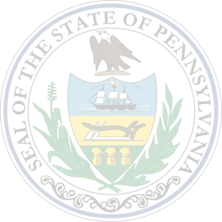 SEAL OF THE STATE OF PENNSYLVANIA